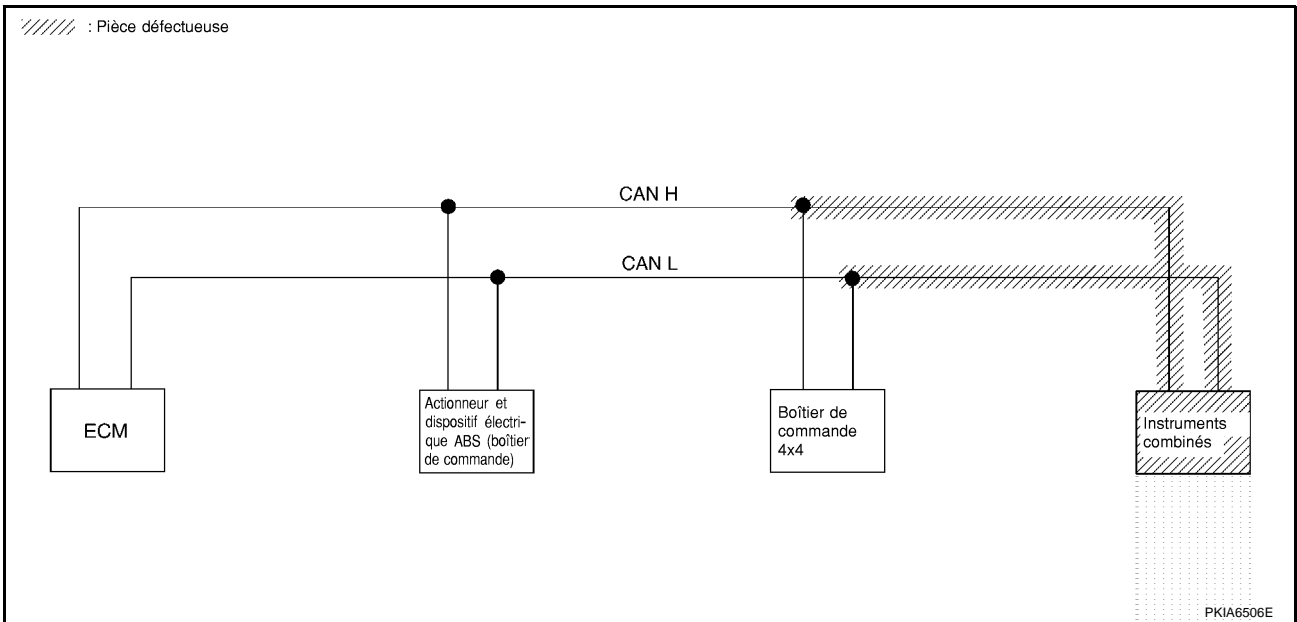 : Pièce défectueuse
CAN H
CAN L
ECM
Actionneur et
dispositif électri-
que ABS (boîtier
de commande)
Boîtier de
commande
4x4
Instruments
combinés
PKIA6506E